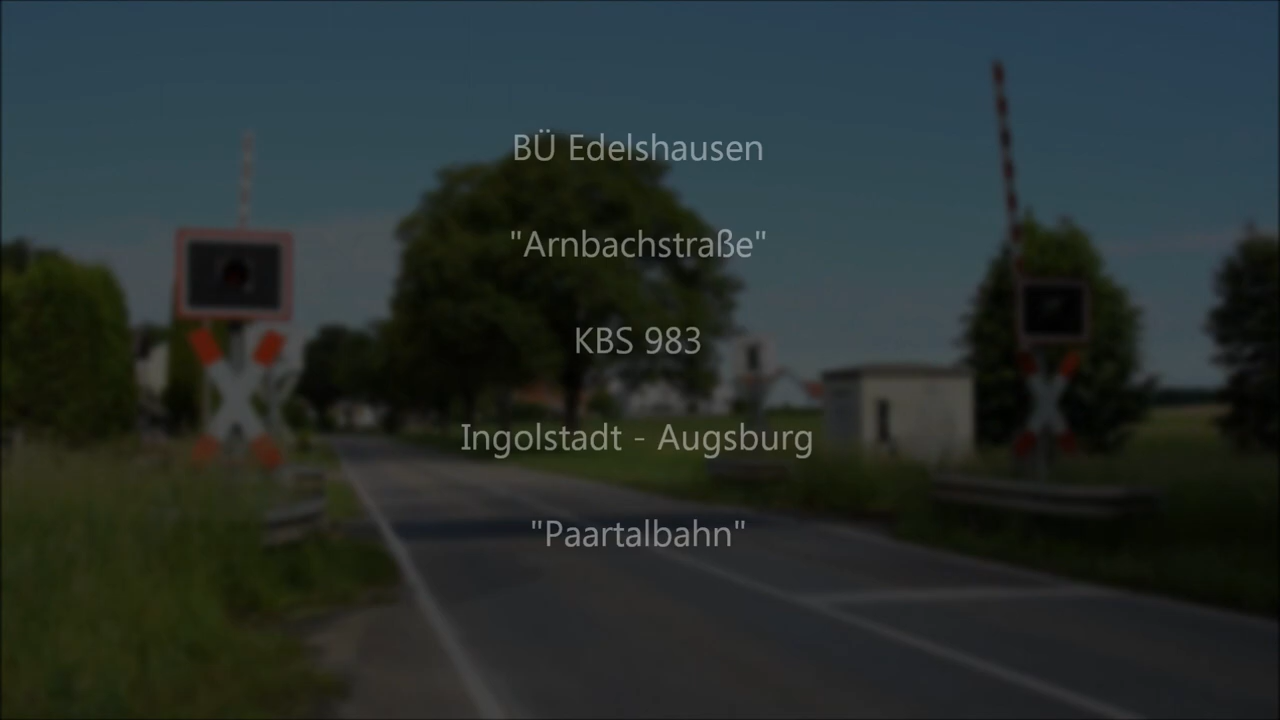 BÜ Edelshausen
"Arnbachstraße"
KBS 983
Ingolstadt - Augsburg
"Paartalbahn"